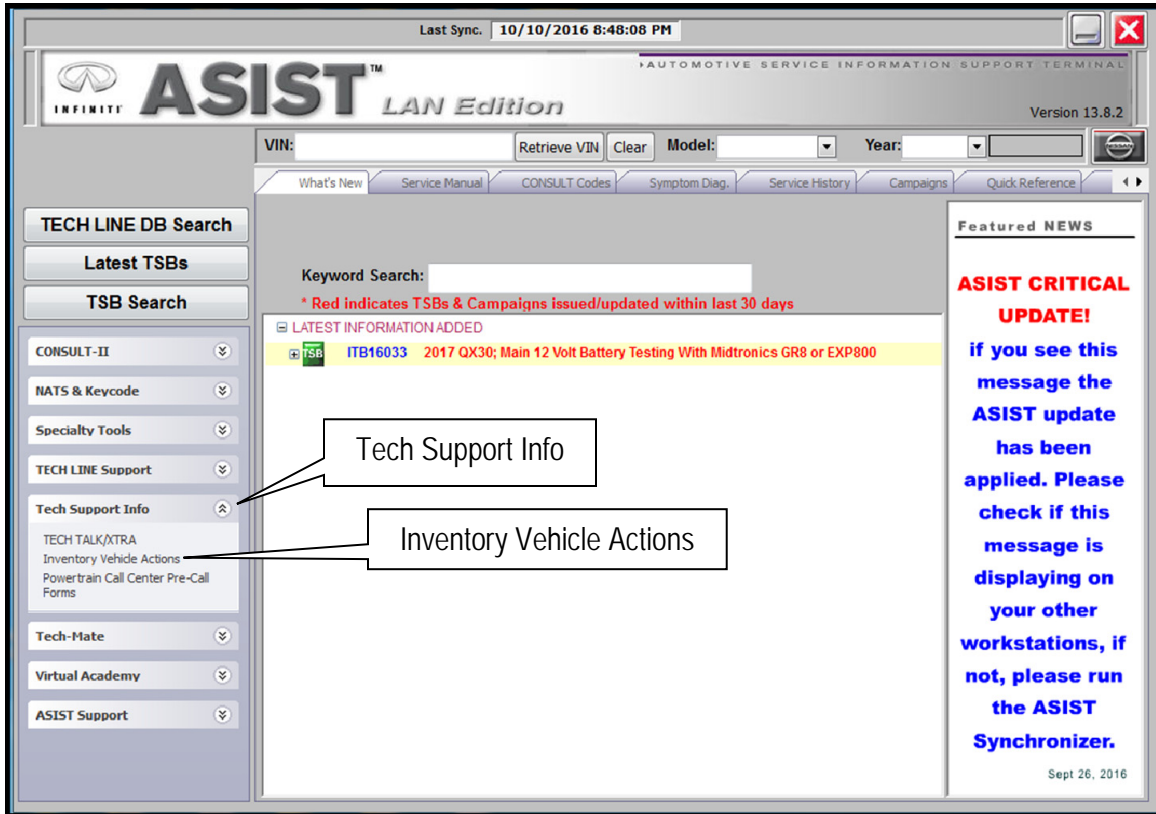 Last Sync. 10/10/2016 8:48:08 PM
INFINITI ASIST™ LAN Edition
AUTOMOTIVE SERVICE INFORMATION SUPPORT TERMINAL
Version 13.8.2
VIN: Retrieve VIN Clear Model: Year: NISSAN
What's New Service Manual CONSULT Codes Symptom Diag. Service History Campaigns Quick Reference
TECH LINE DB Search
Latest TSBs
TSB Search
CONSULT-II
NATS & Keycode
Specialty Tools
TECH LINE Support
Tech Support Info
TECH TALK/XTRA
Inventory Vehicle Actions
Powertrain Call Center Pre-Call
Forms
Tech-Mate
Virtual Academy
ASIST Support
Keyword Search:
* Red indicates TSBs & Campaigns issued/updated within last 30 days
LATEST INFORMATION ADDED
TSB ITB16033 2017 QX30; Main 12 Volt Battery Testing With Midtronics GR8 or EXP800
Tech Support Info
Inventory Vehicle Actions
Featured NEWS
ASIST CRITICAL
UPDATE!
if you see this
message the
ASIST update
has been
applied. Please
check if this
message is
displaying on
your other
workstations, if
not, please run
the ASIST
Synchronizer.
Sept 26, 2016